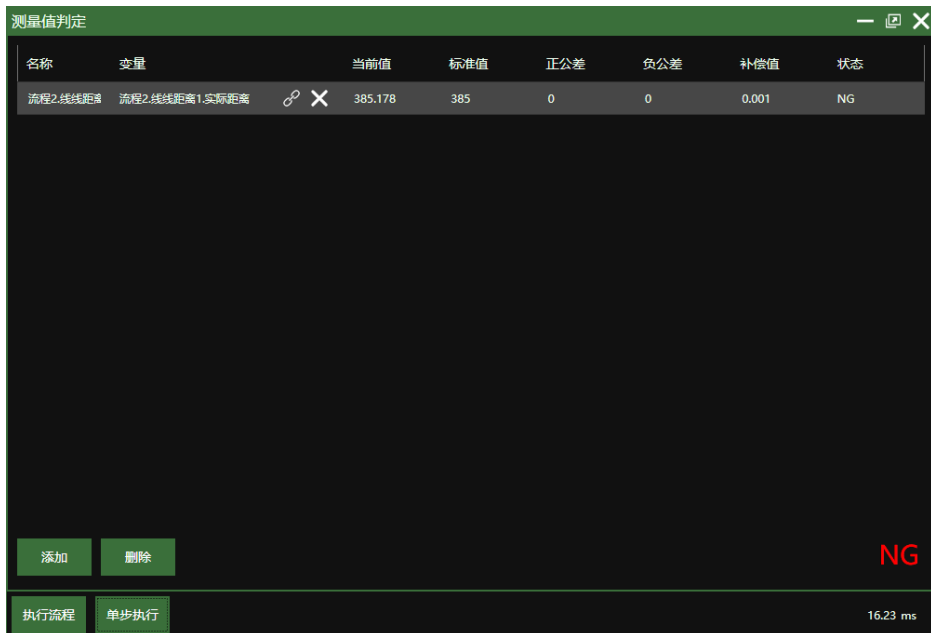 测量值判定
名称 变量 当前值 标准值 正公差 负公差 补偿值 状态
流程2.线线距离 流程2.线线距离1.实际距离 385.178 385 0 0 0.001 NG
添加 删除 NG
执行流程 单步执行 16.23 ms